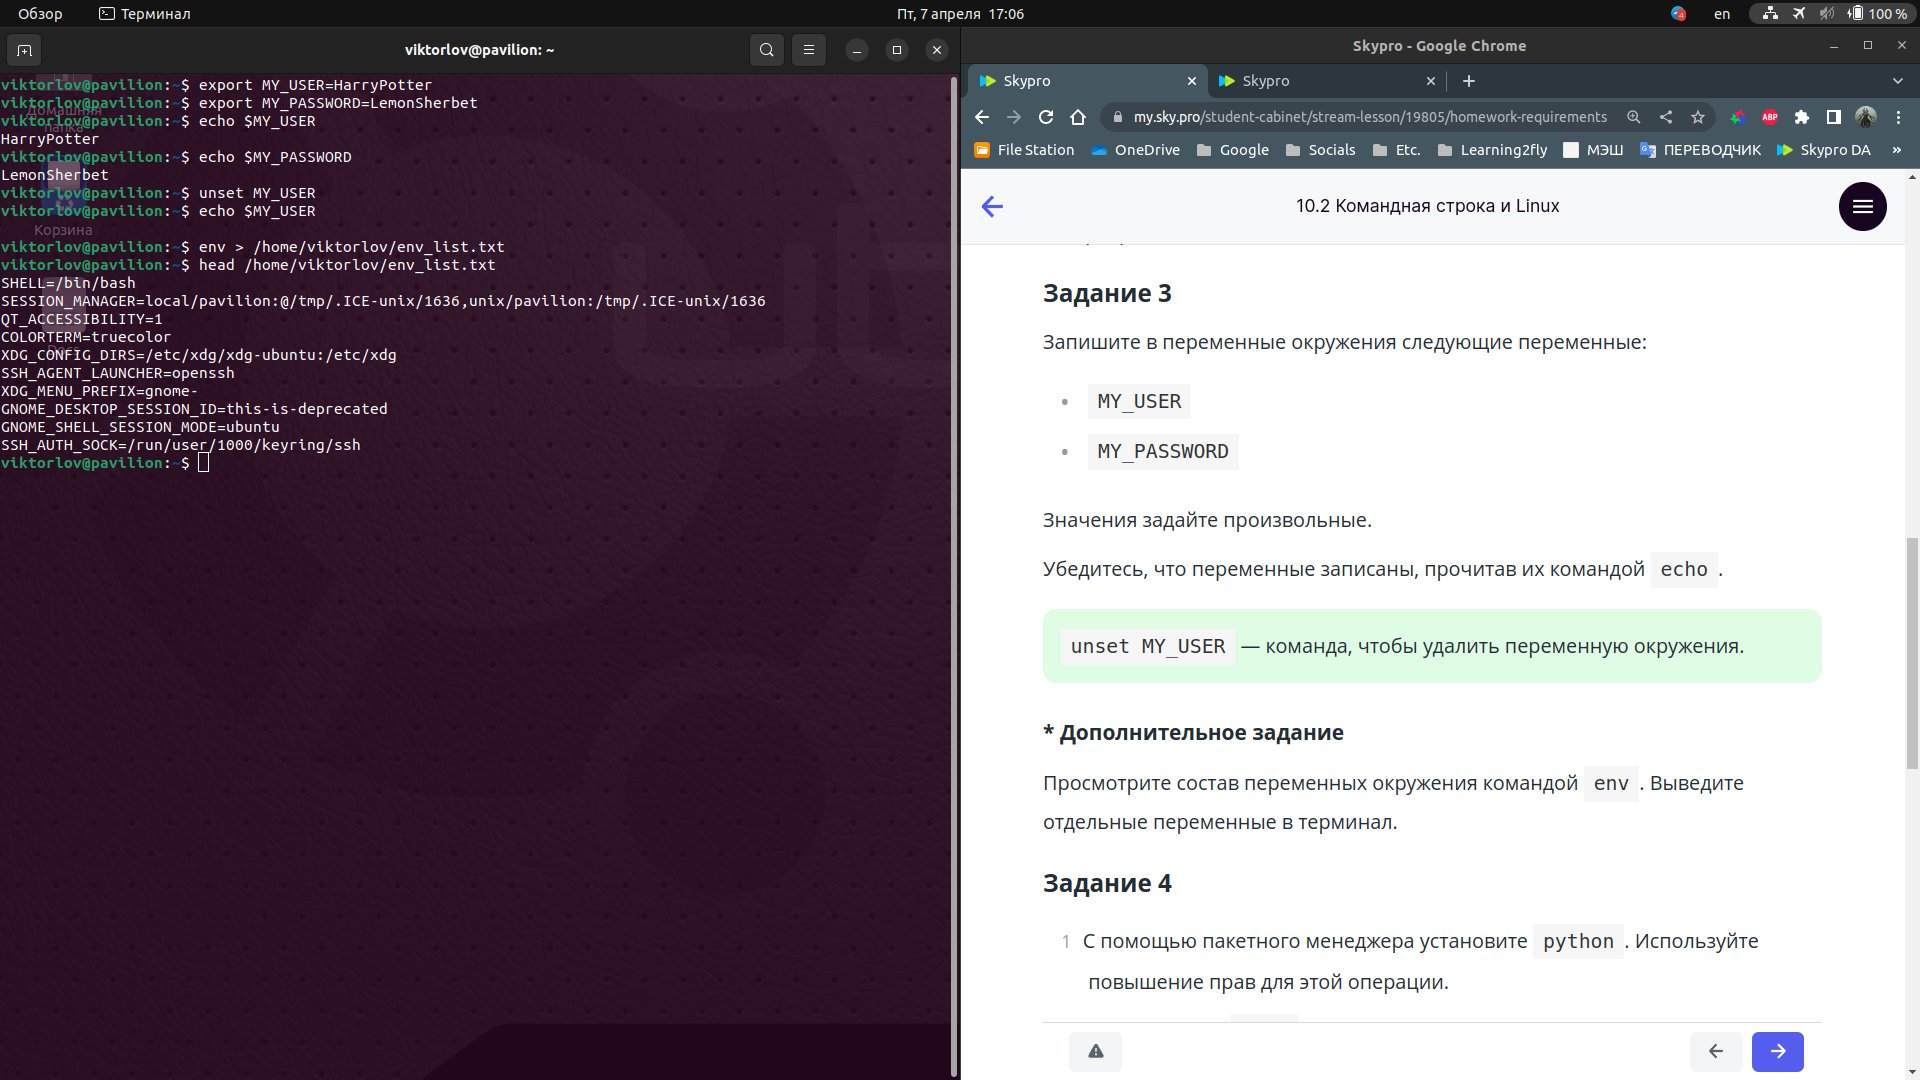 Обзор
Терминал
Пт, 7 апреля 17:06
4
en
100 %
viktorlov@pavilion: ~
viktorlov@pavilion:~$ export MY_USER=HarryPotter
viktorlov@pavilion:~$ export MY_PASSWORD=LemonSherbet
viktorlov@pavilion:~$ echo $MY_USER
HarryPotter
viktorlov@pavilion:~$ echo $MY_PASSWORD
LemonSherbet
viktorlov@pavilion:~$ unset MY_USER
viktorlov@pavilion:~$ echo $MY_USER
viktorlov@pavilion:~$ env > /home/viktorlov/env_list.txt
viktorlov@pavilion:~$ head /home/viktorlov/env_list.txt
SHELL=/bin/bash
SESSION_MANAGER=local/pavilion:@/tmp/.ICE-unix/1636,unix/pavilion:/tmp/.ICE-unix/1636
QT_ACCESSIBILITY=1
COLORTERM=truecolor
XDG_CONFIG_DIRS=/etc/xdg/xdg-ubuntu:/etc/xdg
SSH_AGENT_LAUNCHER=openssh
XDG_MENU_PREFIX=gnome-
GNOME_DESKTOP_SESSION_ID=this-is-deprecated
GNOME_SHELL_SESSION_MODE=ubuntu
SSH_AUTH_SOCK=/run/user/1000/keyring/ssh
viktorlov@pavilion:~$
Домашняя
папка
Корзина
Docs
Skypro - Google Chrome
Skypro
Skypro
my.sky.pro/student-cabinet/stream-lesson/19805/homework-requirements
ABP
File Station
OneDrive
Google
Socials
Etc.
Learning2fly
МЭШ
ПЕРЕВОДЧИК
Skypro DA
»
10.2 Командная строка и Linux
Задание 3
Запишите в переменные окружения следующие переменные:
• MY_USER
• MY_PASSWORD
Значения задайте произвольные.
Убедитесь, что переменные записаны, прочитав их командой echo .
unset MY_USER — команда, чтобы удалить переменную окружения.
* Дополнительное задание
Просмотрите состав переменных окружения командой env . Выведите
отдельные переменные в терминал.
Задание 4
1 С помощью пакетного менеджера установите python . Используйте
повышение прав для этой операции.